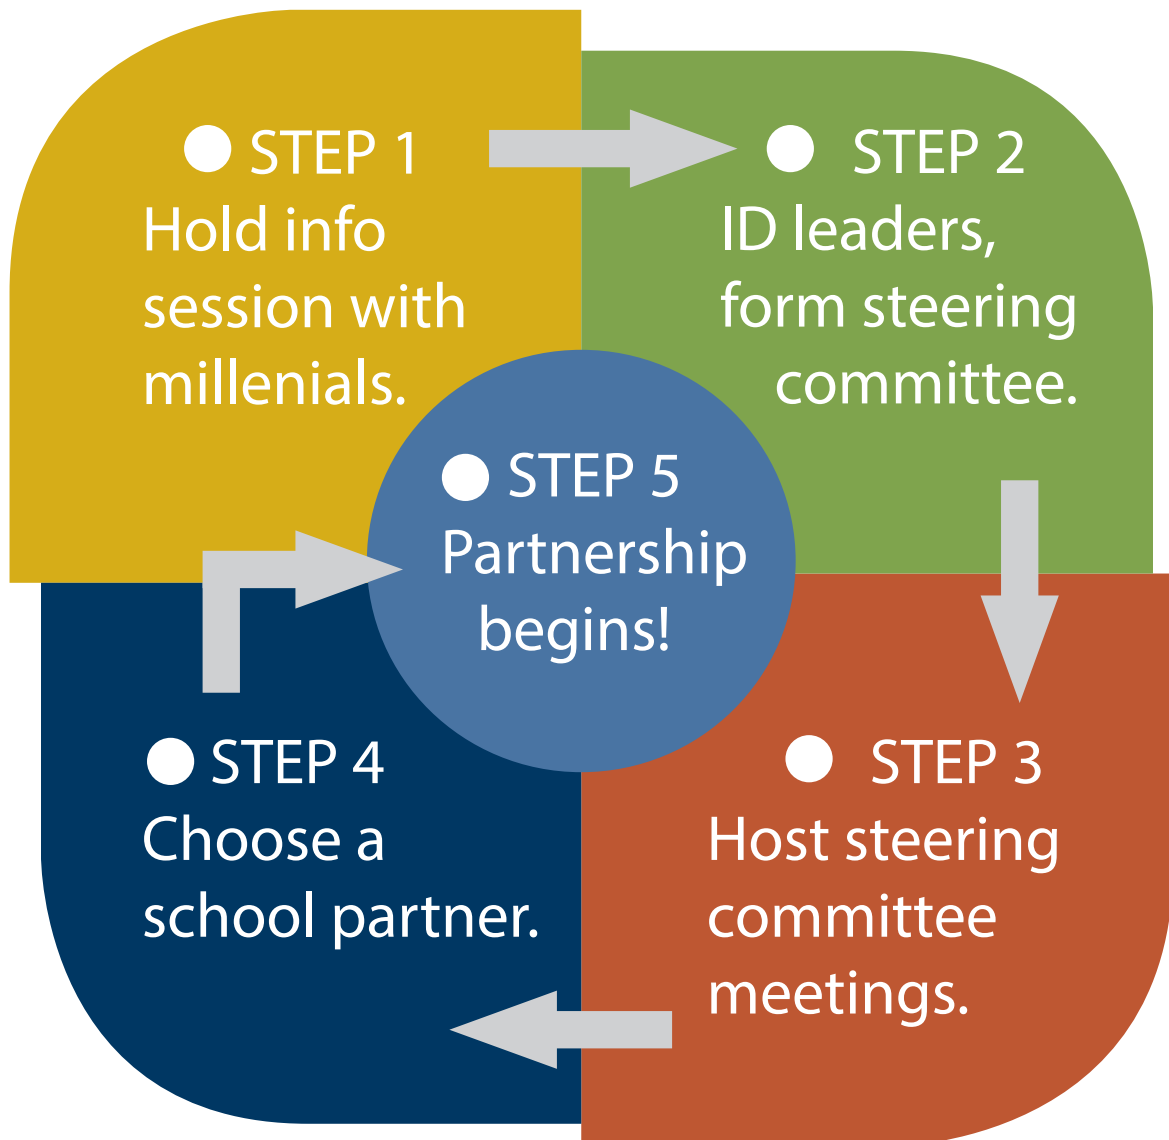 STEP 1
Hold info
session with
millenials.
STEP 2
ID leaders,
form steering
committee.
STEP 3
Host steering
committee
meetings.
STEP 4
Choose a
school partner.
STEP 5
Partnership
begins!